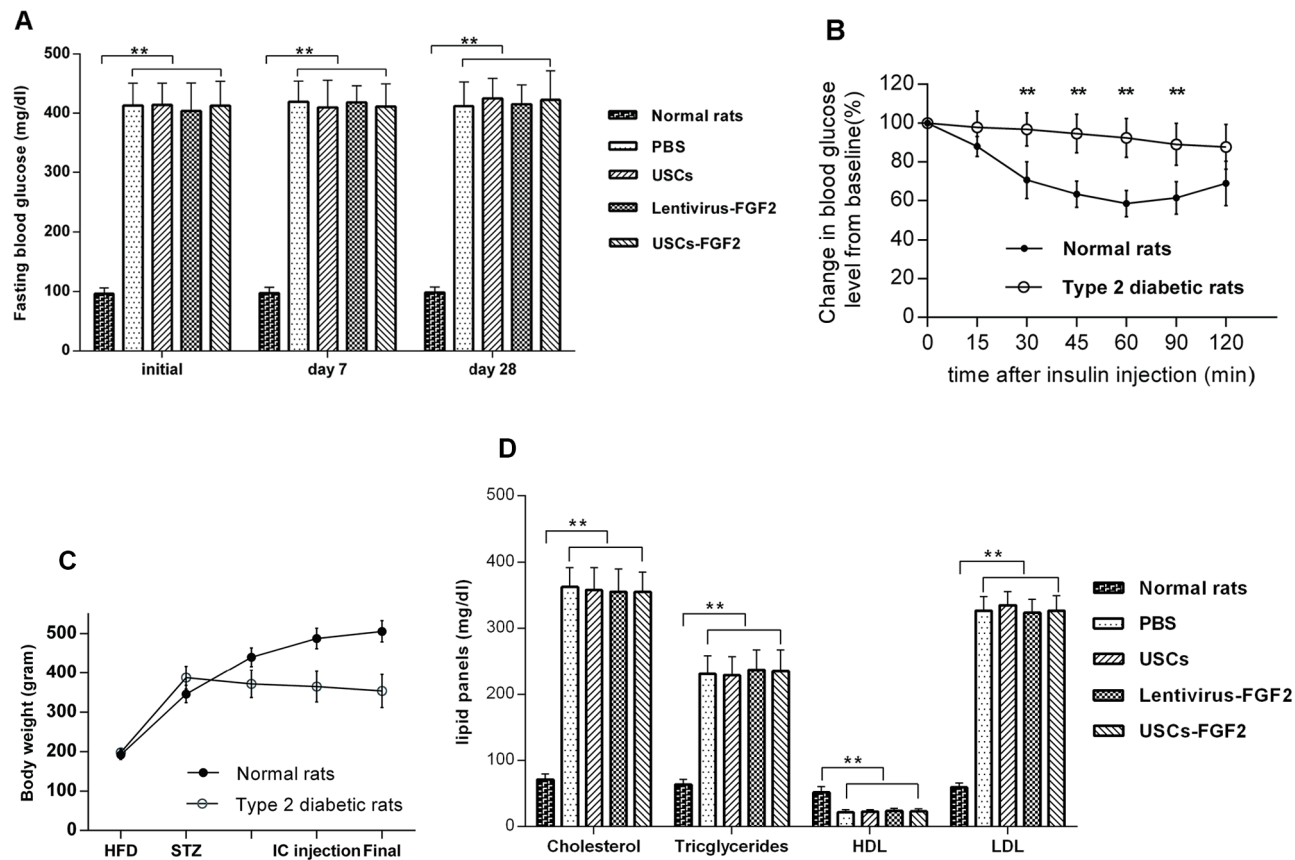 A
**
**
**
500
400
300
200
100
0
Fasting blood glucose (mg/dl)
initial
day 7
day 28
Normal rats
PBS
USCs
Lentivirus-FGF2
USCs-FGF2
B
120
100
80
60
40
20
0
Change in blood glucose
level from baseline(%)
** ** ** **
Normal rats
Type 2 diabetic rats
0 15 30 45 60 90 120
time after insulin injection (min)
C
500
400
300
200
100
0
Body weight (gram)
Normal rats
Type 2 diabetic rats
HFD STZ IC injection Final
D
500
400
300
200
100
0
lipid panels (mg/dl)
**
**
**
**
Cholesterol
Tricglycerides
HDL
LDL
Normal rats
PBS
USCs
Lentivirus-FGF2
USCs-FGF2